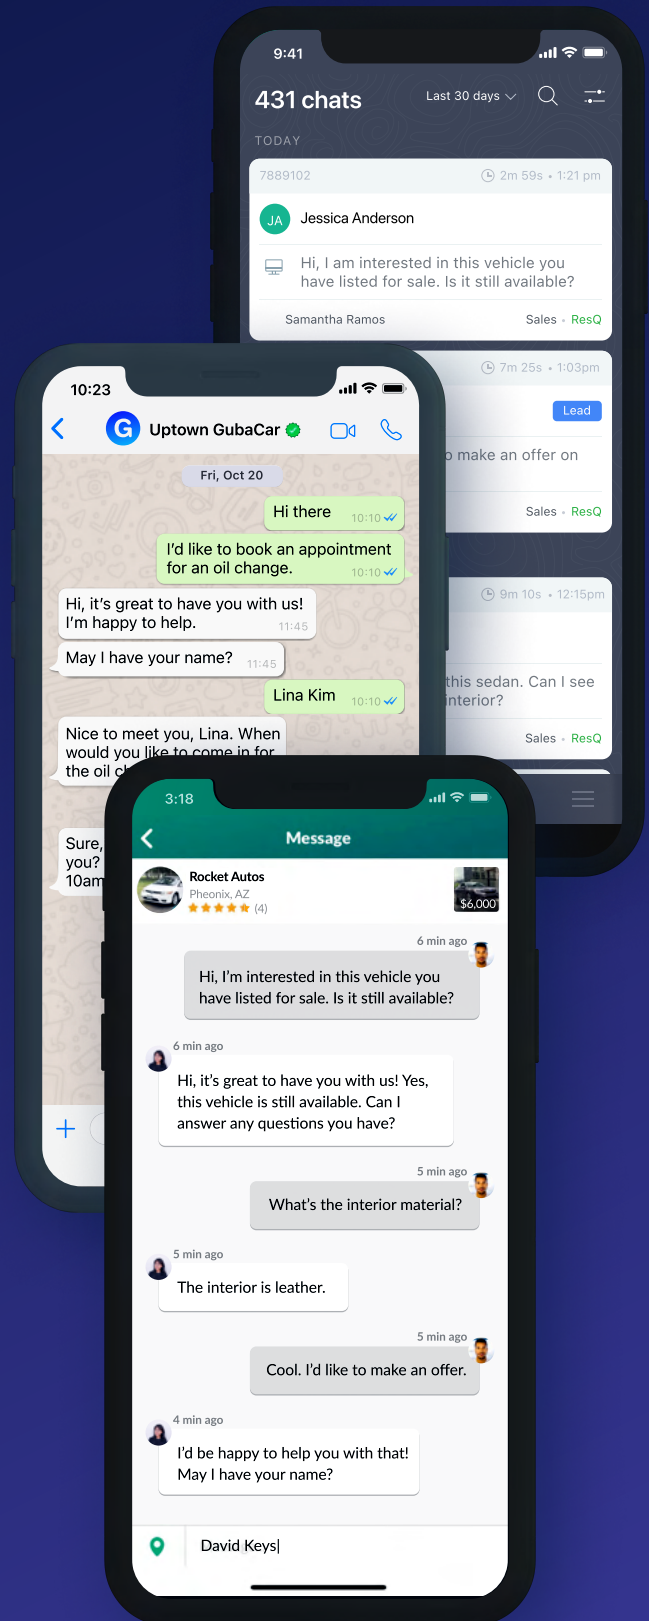 9:41
431 chats
Last 30 days
TODAY
7889102
2m 59s • 1:21 pm
JA
Jessica Anderson
Hi, I am interested in this vehicle you
have listed for sale. Is it still available?
Samantha Ramos
Sales • ResQ
7m 25s • 1:03pm
Lead
make an offer on
Sales • ResQ
9m 10s • 12:15pm
this sedan. Can I see
interior?
Sales • ResQ
10:23
G
Uptown GubaCar
Fri, Oct 20
Hi there
10:10
I'd like to book an appointment
for an oil change.
10:10
Hi, it's great to have you with us!
I'm happy to help.
11:45
May I have your name?
11:45
Lina Kim
10:10
Nice to meet you, Lina. When
would you like to come in for
the oil
Sure,
you?
10am
3:18
Message
Rocket Autos
Pheonix, AZ
(4)
$6,000
6 min ago
Hi, I'm interested in this vehicle you
have listed for sale. Is it still available?
6 min ago
Hi, it's great to have you with us! Yes,
this vehicle is still available. Can I
answer any questions you have?
5 min ago
What's the interior material?
5 min ago
The interior is leather.
5 min ago
Cool. I'd like to make an offer.
4 min ago
I'd be happy to help you with that!
May I have your name?
David Keys